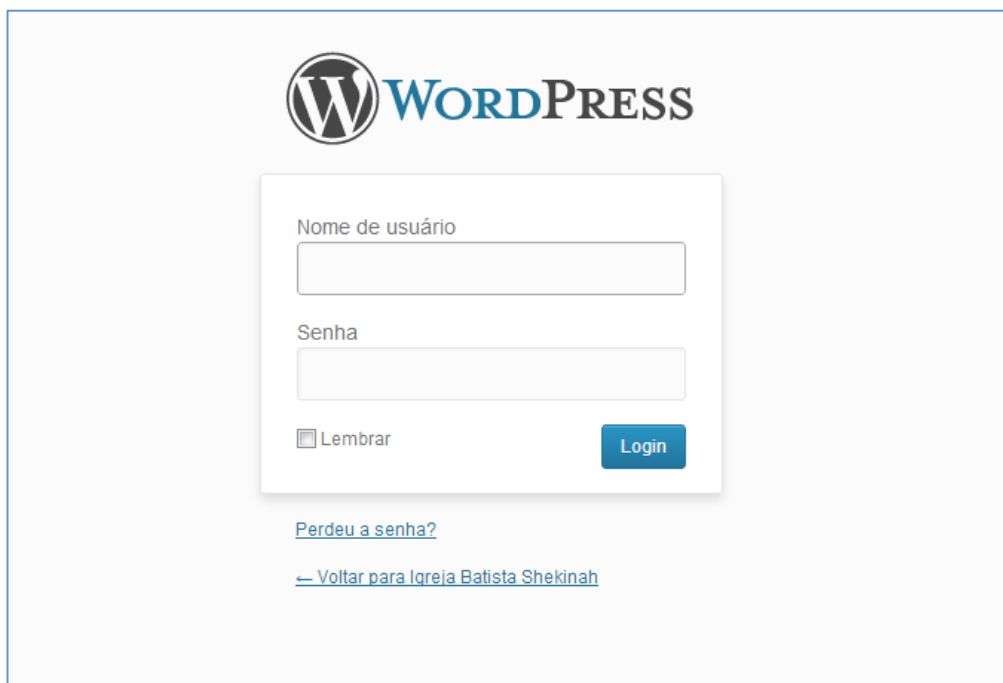 WORDPRESS
Nome de usuário
Senha
Lembrar
Login
Perdeu a senha?
← Voltar para Igreja Batista Shekinah